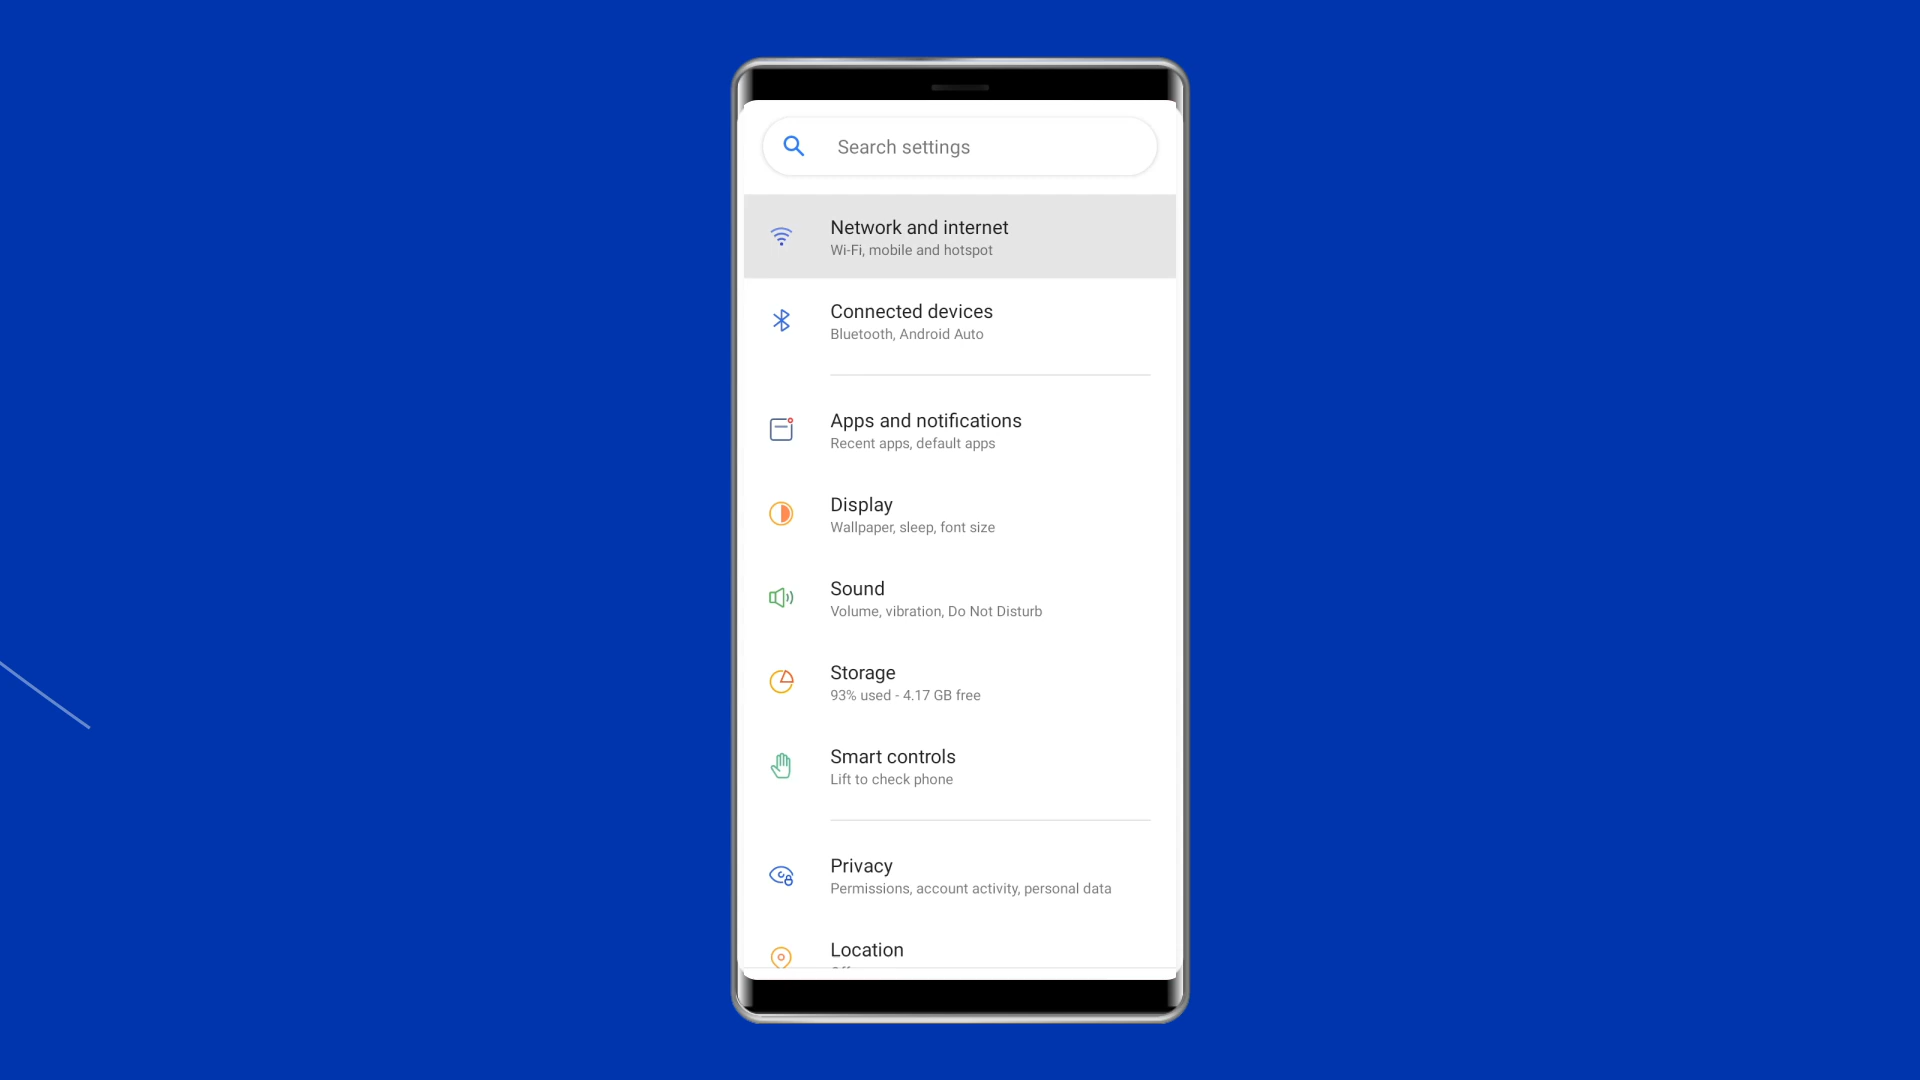 Search settings
Network and internet
Wi-Fi, mobile and hotspot
Connected devices
Bluetooth, Android Auto
Apps and notifications
Recent apps, default apps
Display
Wallpaper, sleep, font size
Sound
Volume, vibration, Do Not Disturb
Storage
93% used - 4.17 GB free
Smart controls
Lift to check phone
Privacy
Permissions, account activity, personal data
Location